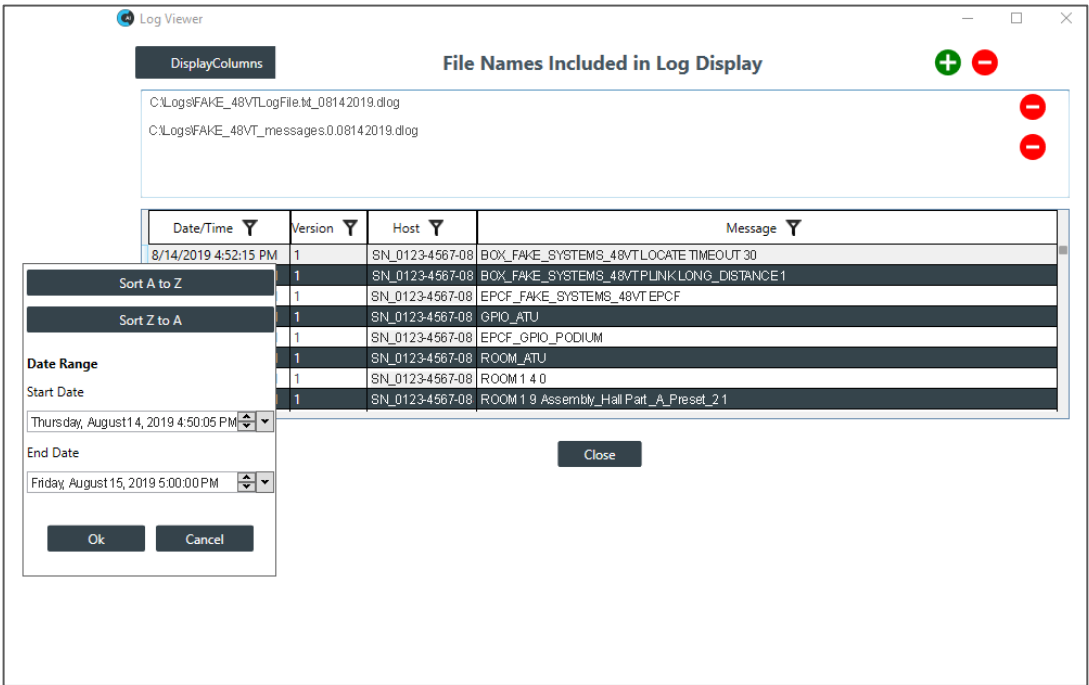 Log Viewer
DisplayColumns
File Names Included in Log Display
C:\Logs\FAKE_48VTLogFile.txt_08142019.dlog
C:\Logs\FAKE_48VT_messages.0.08142019.dlog
Date/Time Version Host Message
8/14/2019 4:52:15 PM 1 SN_0123-4567-08 BOX_FAKE_SYSTEMS_48VT LOCATE TIMEOUT 30
1 SN_0123-4567-08 BOX_FAKE_SYSTEMS_48VT PLINK LONG_DISTANCE 1
1 SN_0123-4567-08 EPCF_FAKE_SYSTEMS_48VT EPCF
1 SN_0123-4567-08 GPIO_ATU
1 SN_0123-4567-08 EPCF_GPIO_PODIUM
1 SN_0123-4567-08 ROOM_ATU
1 SN_0123-4567-08 ROOM 1 4 0
1 SN_0123-4567-08 ROOM 1 9 Assembly_Hall Part_A_Preset_2 1
Sort A to Z
Sort Z to A
Date Range
Start Date
Thursday, August14, 2019 4:50:05 PM
End Date
Friday, August 15, 2019 5:00:00 PM
Ok Cancel
Close